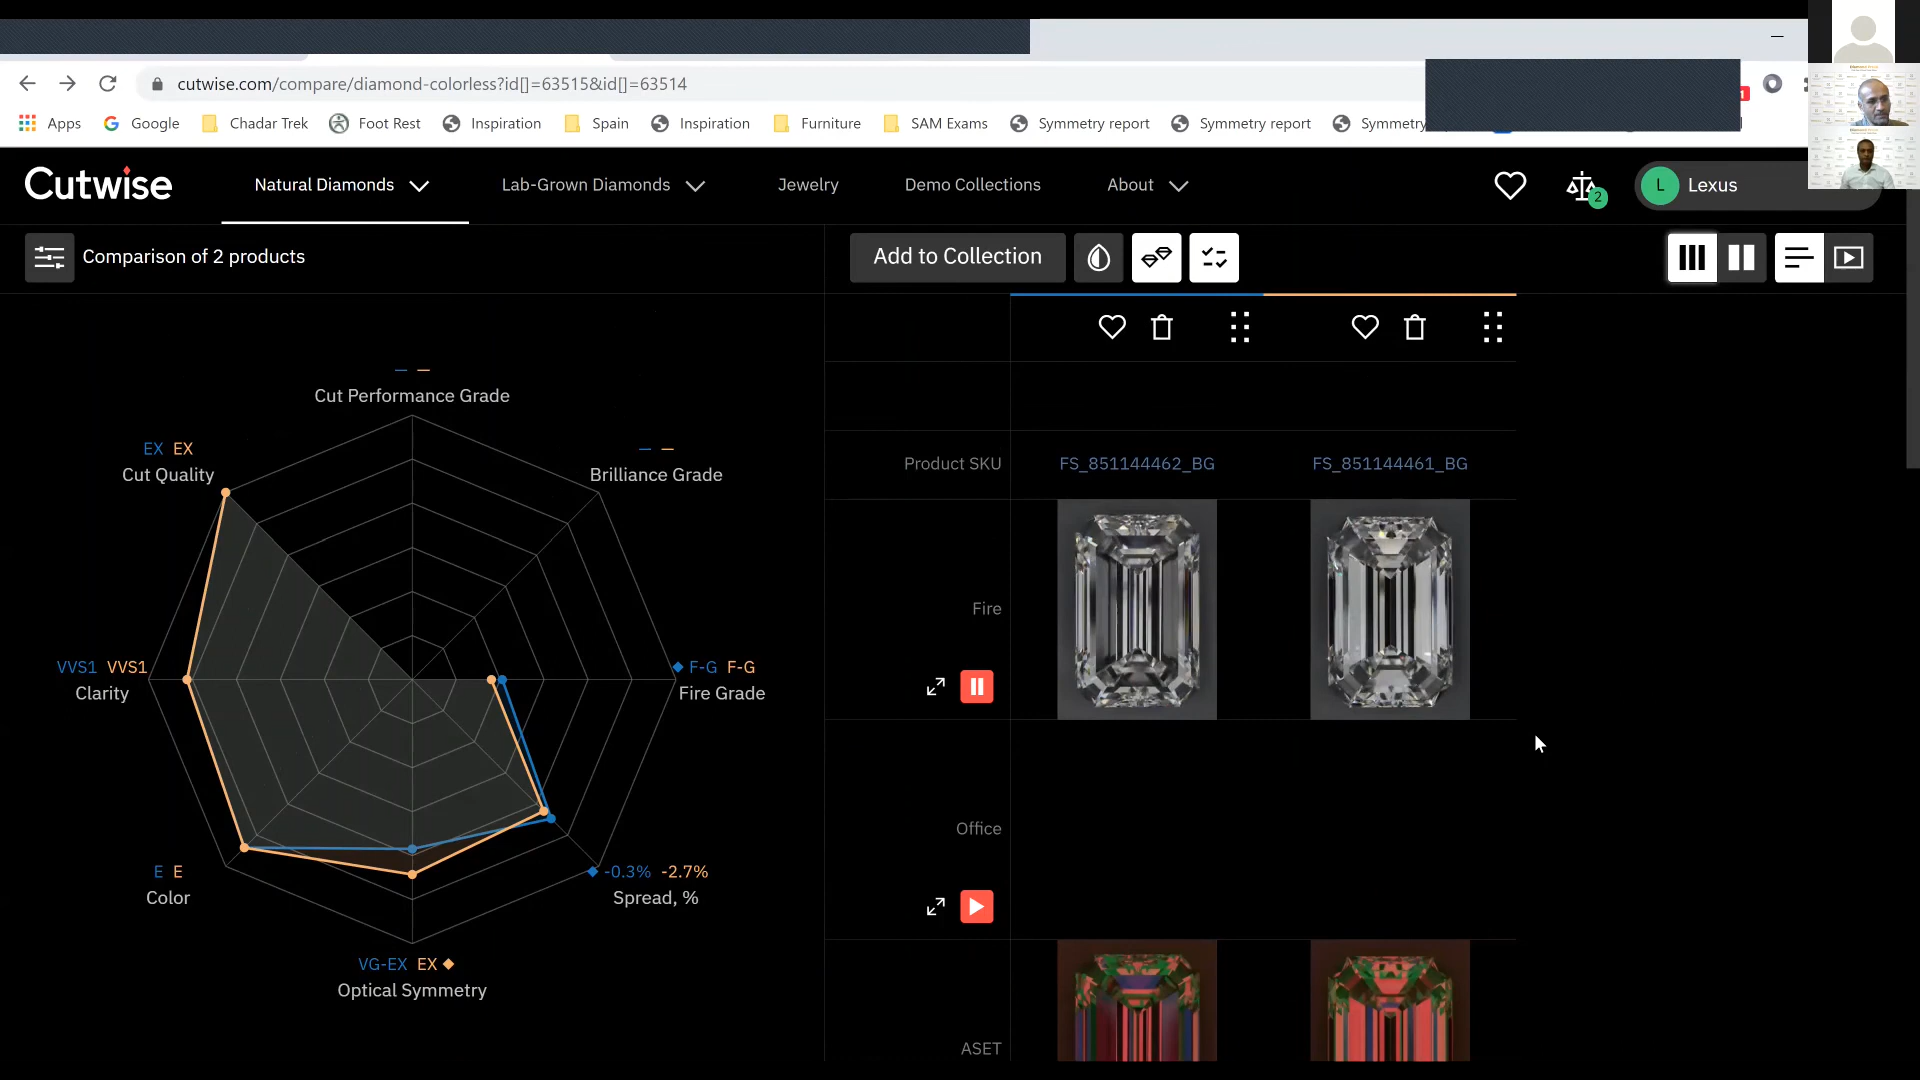 cutwise.com/compare/diamond-colorless?id[]=63515&id[]=63514
Apps Google Chadar Trek Foot Rest Inspiration Spain Inspiration Furniture SAM Exams Symmetry report Symmetry report Symmetry
Cutwise Natural Diamonds Lab-Grown Diamonds Jewelry Demo Collections About 2 L Lexus
Comparison of 2 products Add to Collection
Cut Performance Grade
EX EX
Cut Quality
Brilliance Grade
VVS1 VVS1
Clarity
F-G F-G
Fire Grade
E E
Color
-0.3% -2.7%
Spread, %
VG-EX EX
Optical Symmetry
Product SKU FS_851144462_BG FS_851144461_BG
Fire
Office
ASET